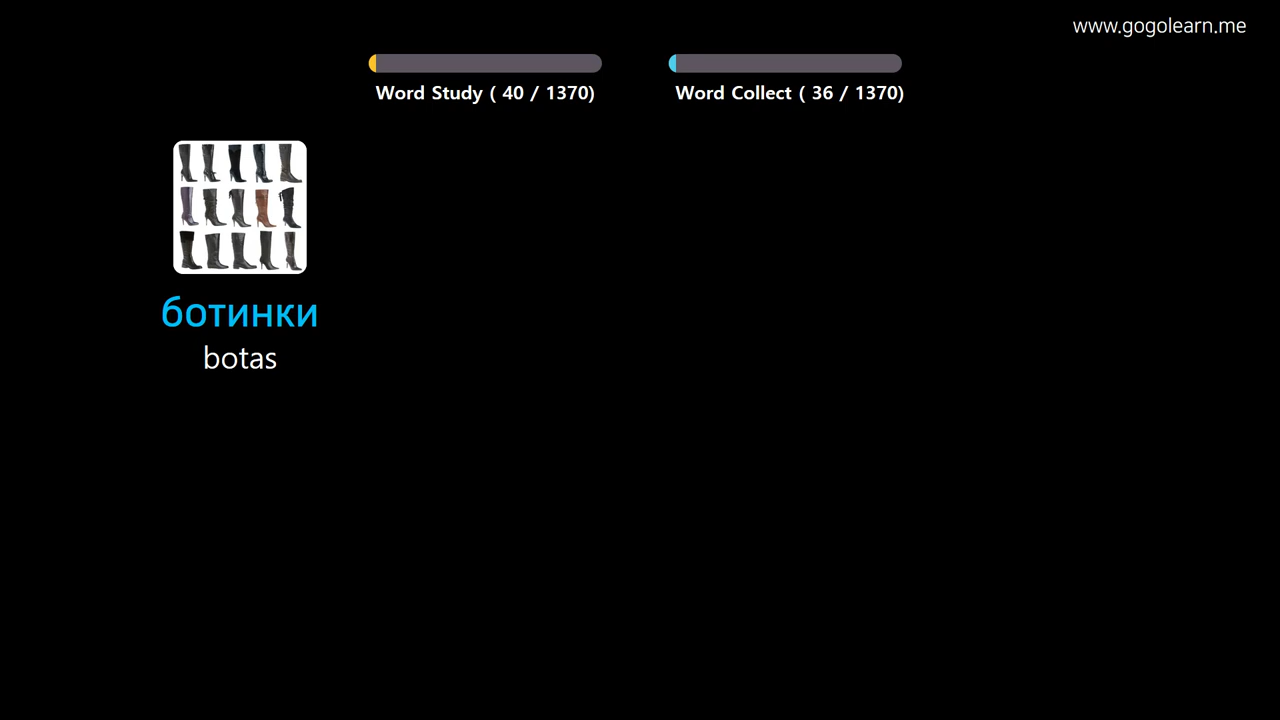 www.gogolearn.me
Word Study ( 40 / 1370)
Word Collect ( 36 / 1370)
ботинки
botas